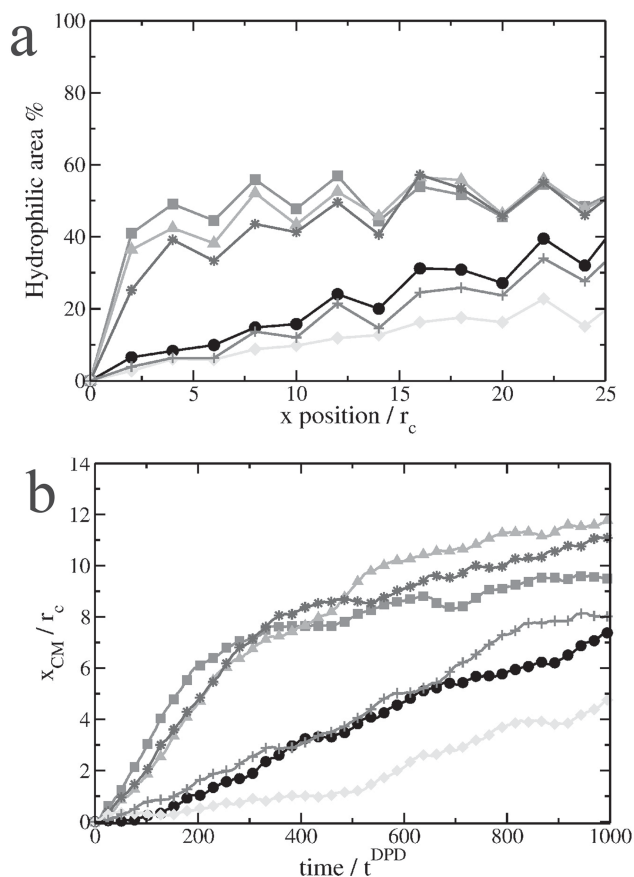 a
100
80
60
40
20
0
Hydrophilic area %
0 5 10 15 20 25
x position / r_c
b
14
12
10
8
6
4
2
0
x_CM / r_c
0 200 400 600 800 1000
time / t^DPD